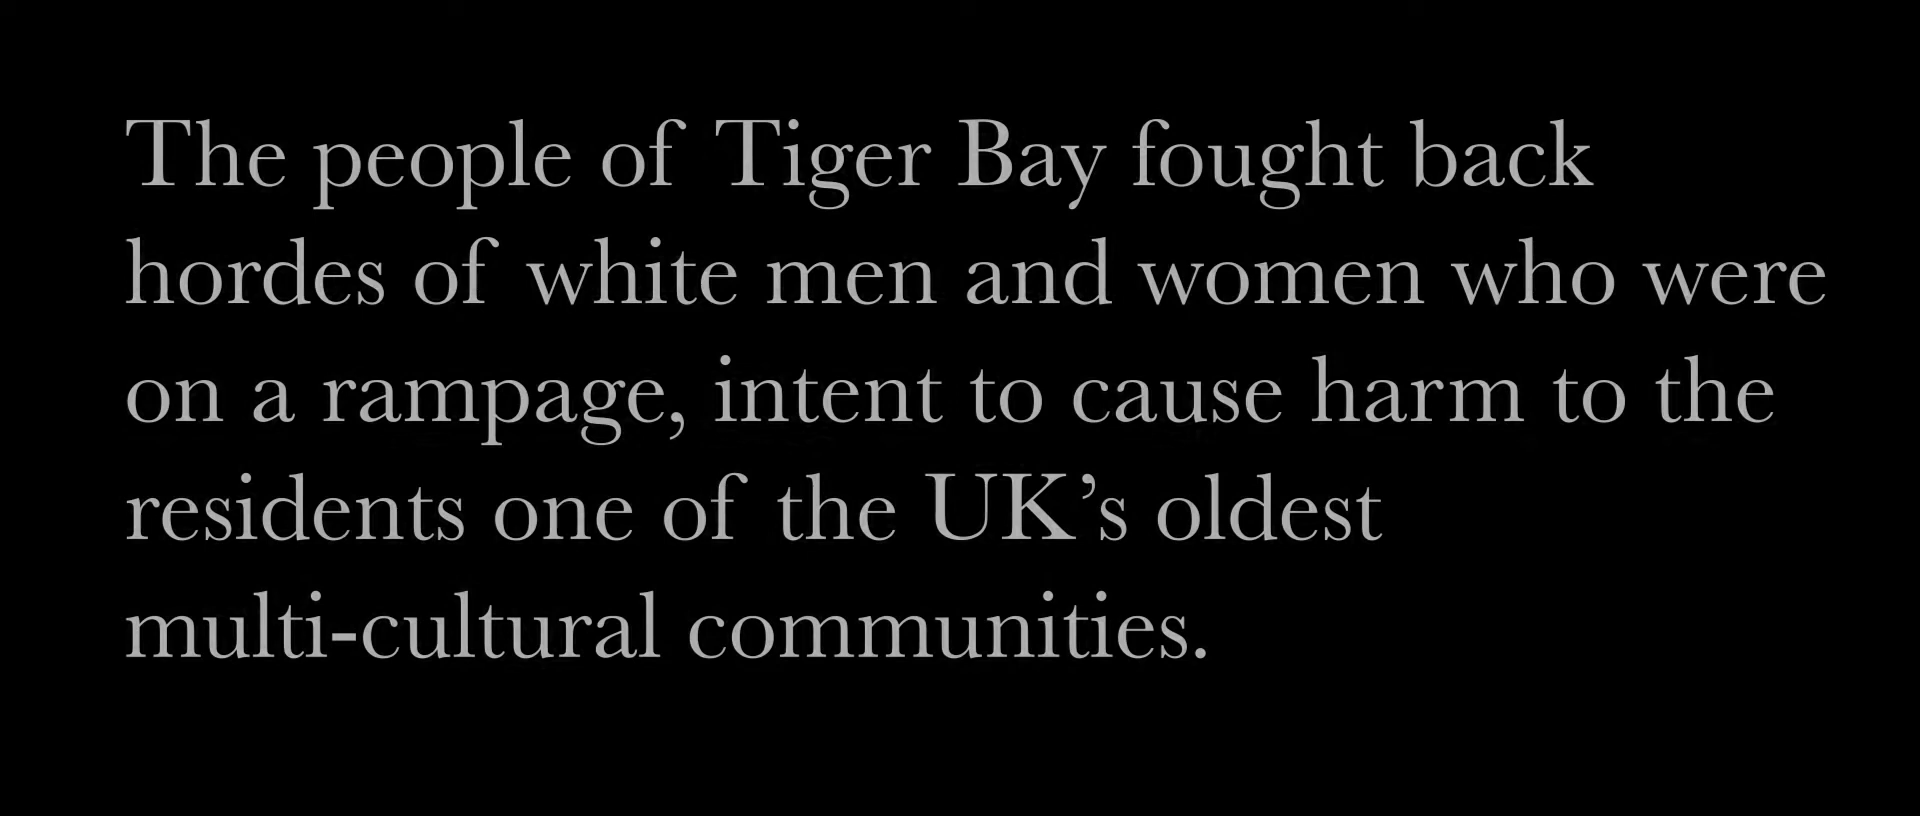 The people of Tiger Bay fought back
hordes of white men and women who were
on a rampage, intent to cause harm to the
residents one of the UK’s oldest
multi-cultural communities.